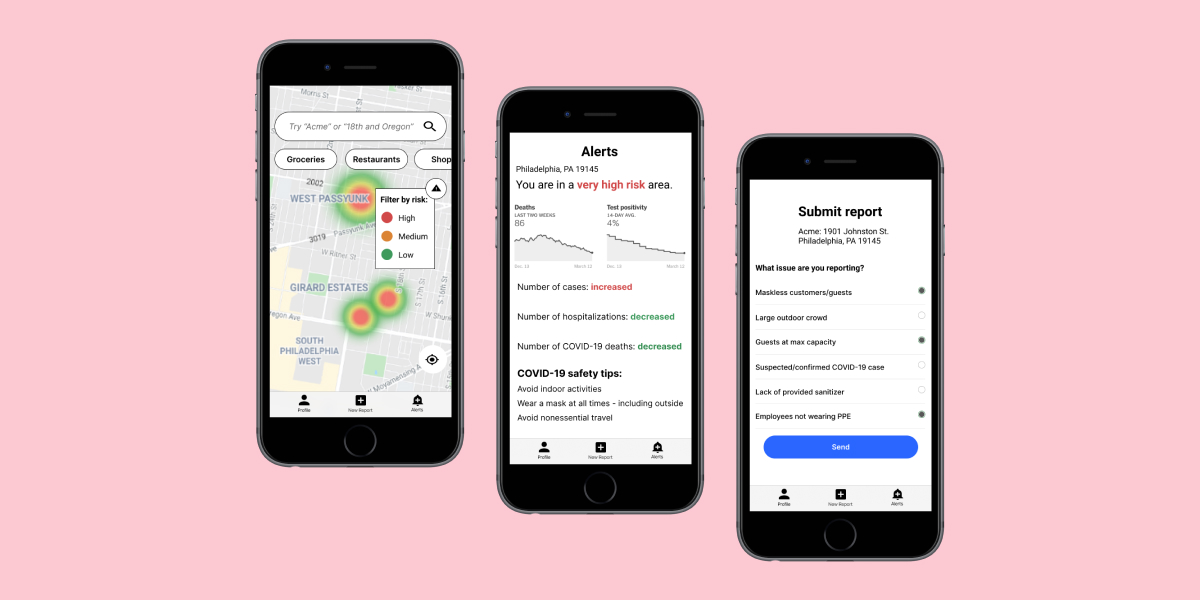 Morris St
Try "Acme" or "18th and Oregon"
Groceries
Restaurants
Shop
2002
WEST PASSYUNK
Filter by risk:
High
Medium
Low
3019
Passyunk Ave
W Ritner St
GIRARD ESTATES
S 17th St
S 16th St
regon Ave
SOUTH
PHILADELPHIA
WEST
W Moyamensing A
Profile
New Report
Alerts
Alerts
Philadelphia, PA 19145
You are in a very high risk area.
Deaths
LAST TWO WEEKS
86
Test positivity
14-DAY AVG.
4%
Dec. 13
March 12
Dec. 13
March 12
Number of cases: increased
Number of hospitalizations: decreased
Number of COVID-19 deaths: decreased
COVID-19 safety tips:
Avoid indoor activities
Wear a mask at all times - including outside
Avoid nonessential travel
Profile
New Report
Alerts
Submit report
Acme: 1901 Johnston St.
Philadelphia, PA 19145
What issue are you reporting?
Maskless customers/guests
Large outdoor crowd
Guests at max capacity
Suspected/confirmed COVID-19 case
Lack of provided sanitizer
Employees not wearing PPE
Send
Profile
New Report
Alerts